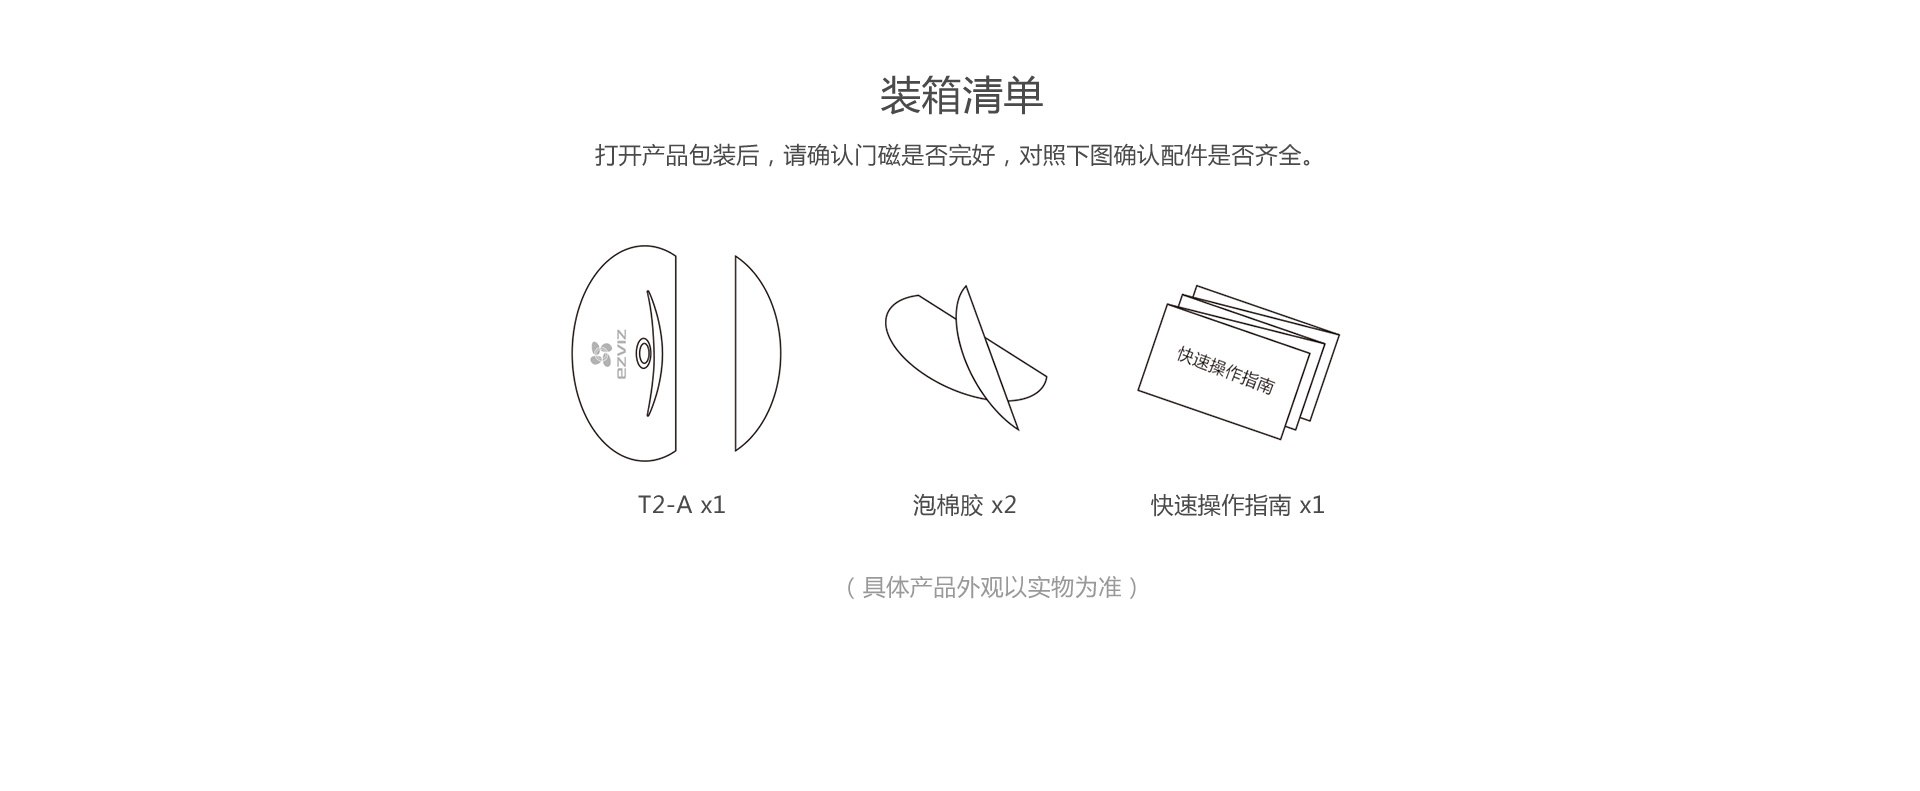 装箱清单
打开产品包装后，请确认门磁是否完好，对照下图确认配件是否齐全。
ezviz
快速操作指南
T2-A x1
泡棉胶 x2
快速操作指南 x1
（具体产品外观以实物为准）